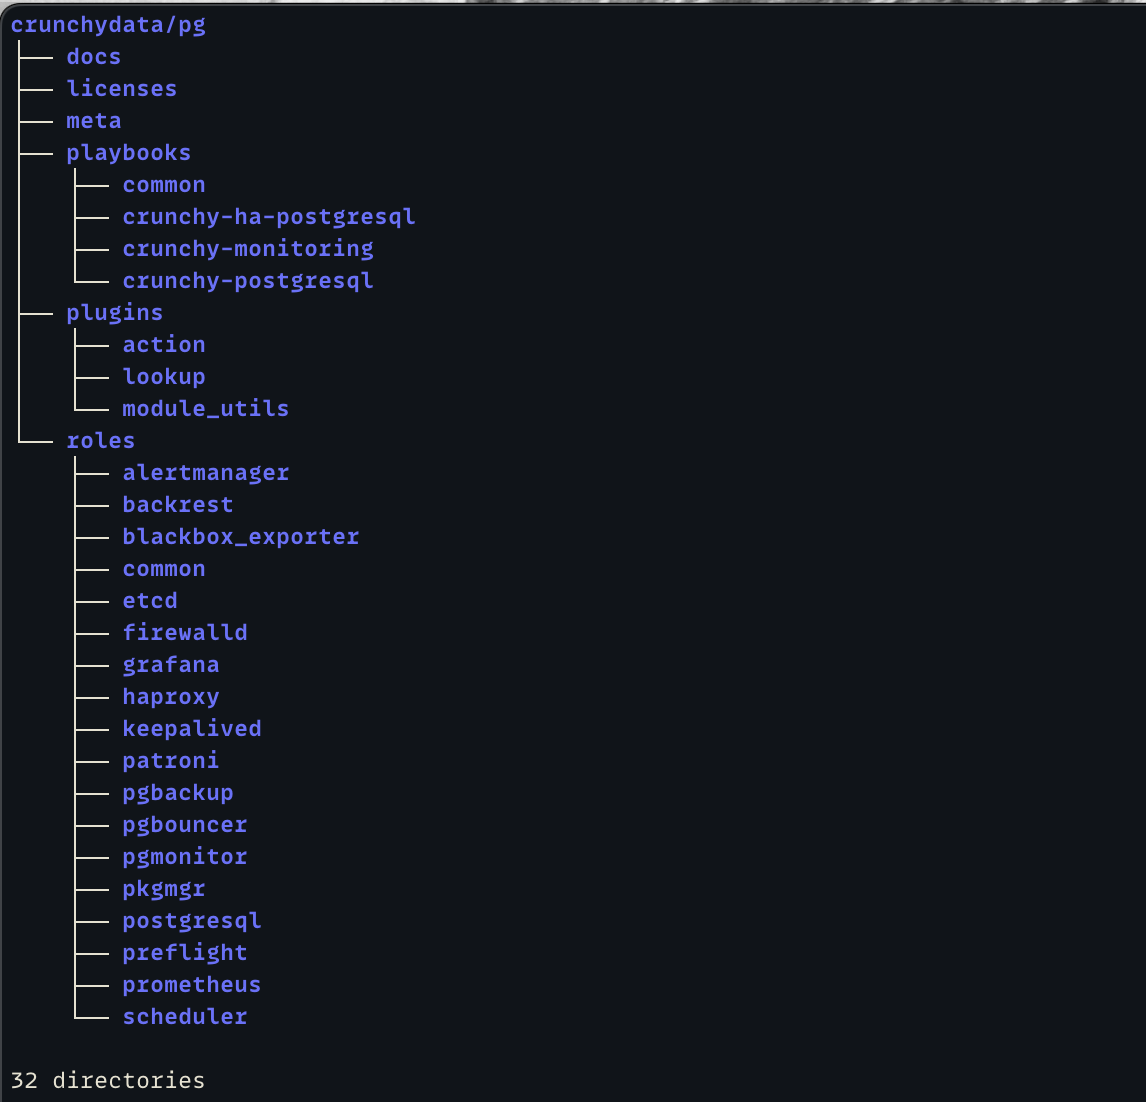 crunchydata/pg
├── docs
├── licenses
├── meta
├── playbooks
│   ├── common
│   ├── crunchy-ha-postgresql
│   ├── crunchy-monitoring
│   └── crunchy-postgresql
├── plugins
│   ├── action
│   ├── lookup
│   └── module_utils
└── roles
    ├── alertmanager
    ├── backrest
    ├── blackbox_exporter
    ├── common
    ├── etcd
    ├── firewalld
    ├── grafana
    ├── haproxy
    ├── keepalived
    ├── patroni
    ├── pgbackup
    ├── pgbouncer
    ├── pgmonitor
    ├── pkgmgr
    ├── postgresql
    ├── preflight
    ├── prometheus
    └── scheduler

32 directories